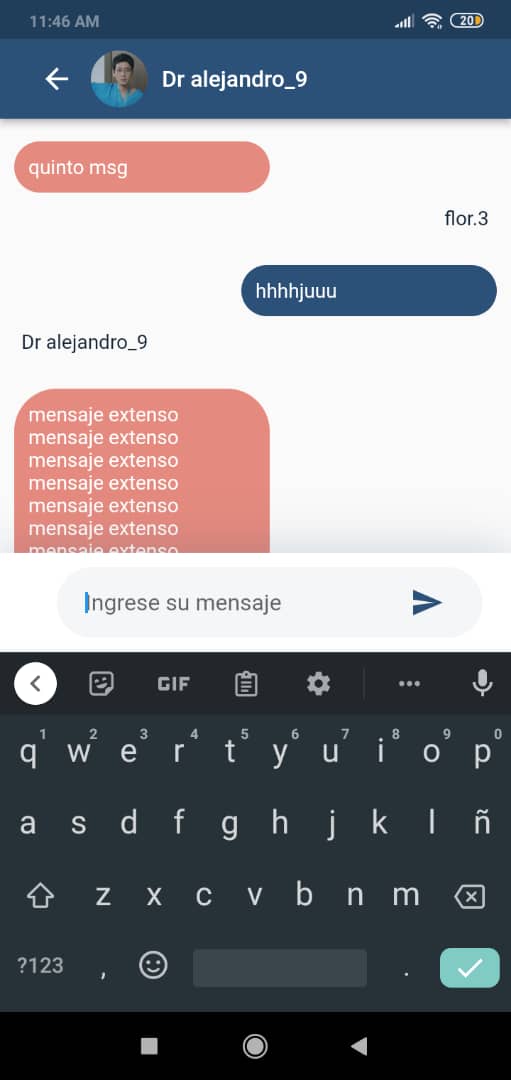 11:46 AM
20
Dr alejandro_9
quinto msg
flor.3
hhhhjuuu
Dr alejandro_9
mensaje extenso
mensaje extenso
mensaje extenso
mensaje extenso
mensaje extenso
mensaje extenso
mensaje extenso
Ingrese su mensaje
GIF
1 2 3 4 5 6 7 8 9 0
q w e r t y u i o p
a s d f g h j k l ñ
z x c v b n m
?123 , .